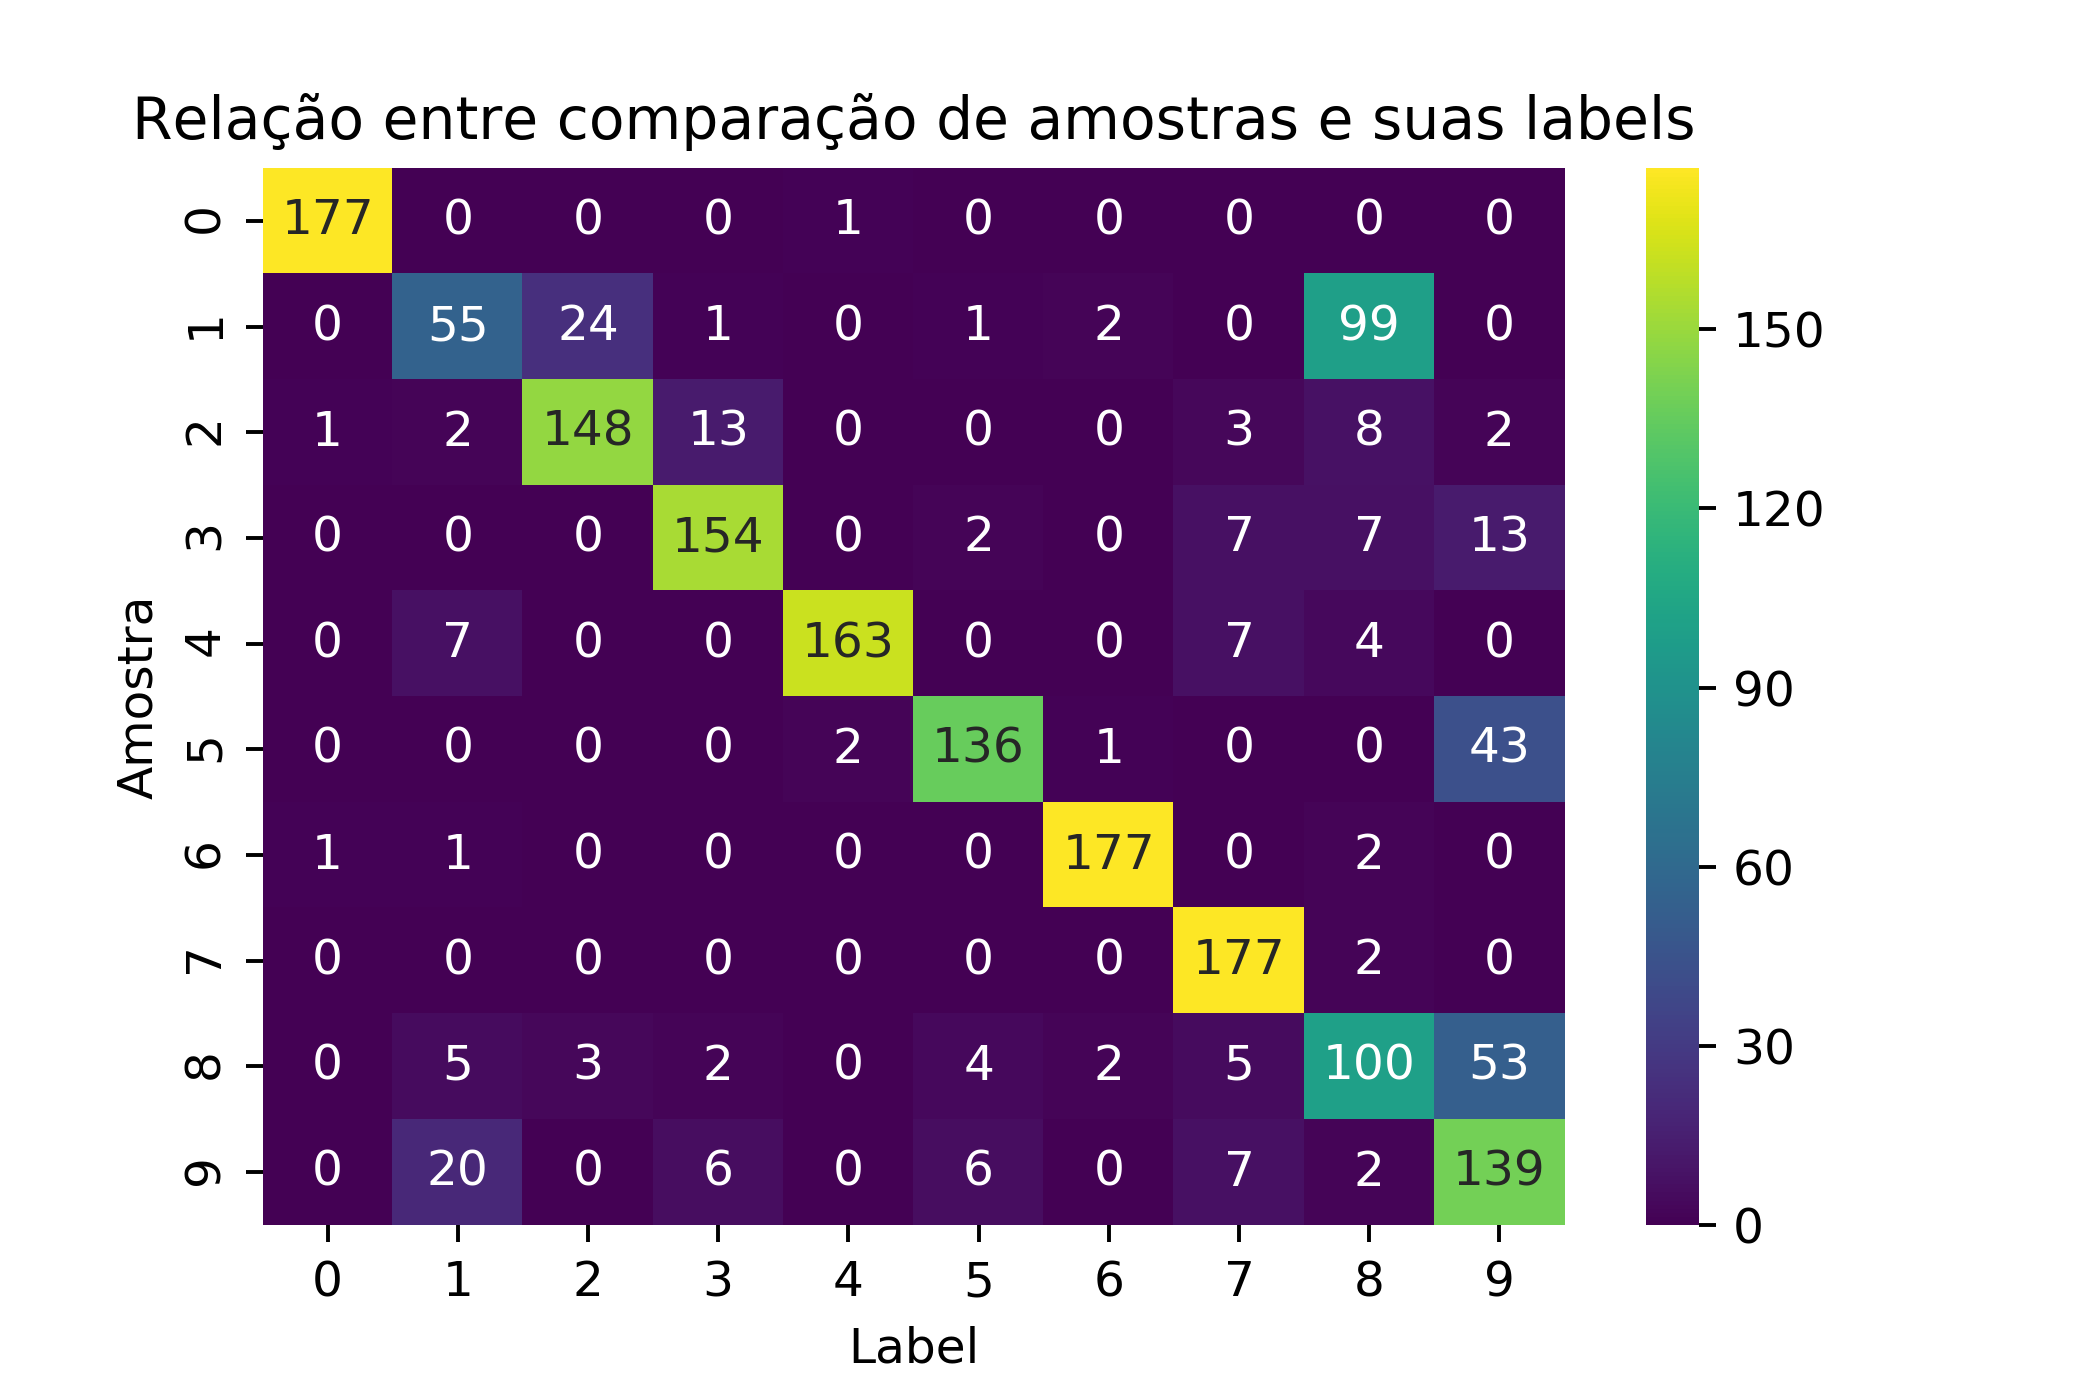 Relação entre comparação de amostras e suas labels
0 177 0 0 0 1 0 0 0 0 0
1 0 55 24 1 0 1 2 0 99 0
2 1 2 148 13 0 0 0 3 8 2
3 0 0 0 154 0 2 0 7 7 13
4 0 7 0 0 163 0 0 7 4 0
5 0 0 0 0 2 136 1 0 0 43
6 1 1 0 0 0 0 177 0 2 0
7 0 0 0 0 0 0 0 177 2 0
8 0 5 3 2 0 4 2 5 100 53
9 0 20 0 6 0 6 0 7 2 139
0 1 2 3 4 5 6 7 8 9
Label
Amostra
150
120
90
60
30
0